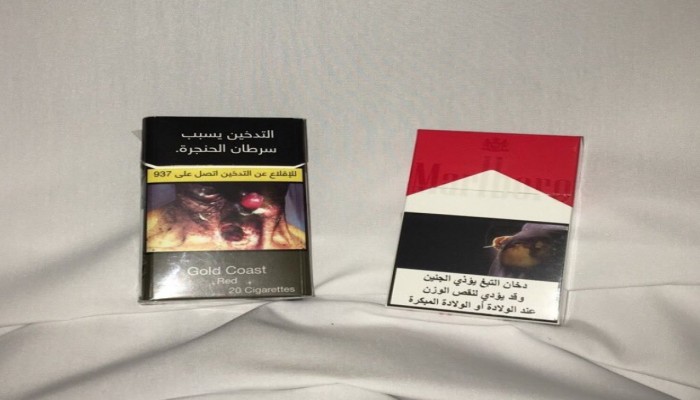 التدخين يسبب
سرطان الحنجرة.
للإقلاع عن التدخين اتصل على 937
Gold Coast
Red
20 Cigarettes
Marlboro
دخان التبغ يؤذي الجنين
وقد يؤدي لنقص الوزن
عند الولادة أو الولادة المبكرة